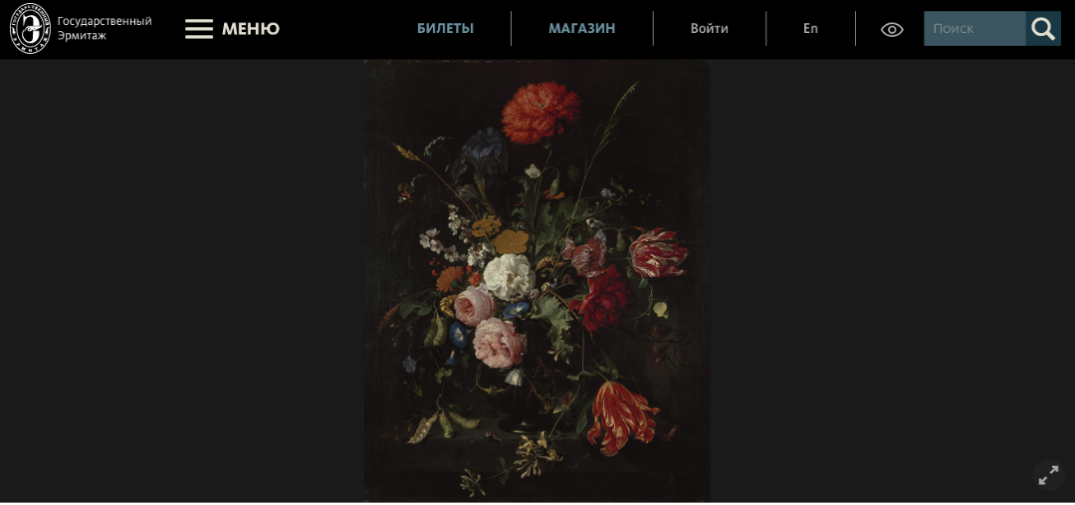 Государственный
Эрмитаж
МЕНЮ
БИЛЕТЫ
МАГАЗИН
Войти
En
Поиск